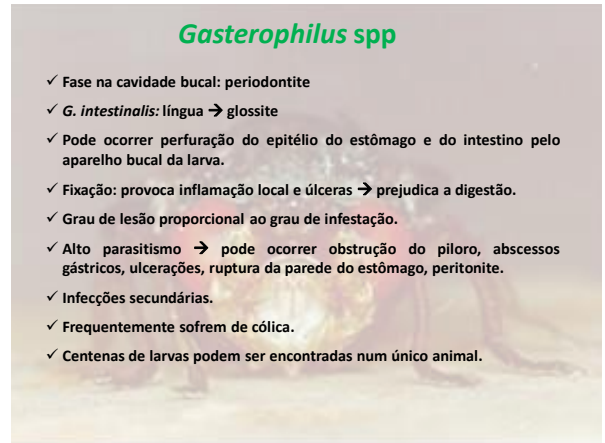 Gasterophilus spp
✓ Fase na cavidade bucal: periodontite
✓ G. intestinalis: língua → glossite
✓ Pode ocorrer perfuração do epitélio do estômago e do intestino pelo
aparelho bucal da larva.
✓ Fixação: provoca inflamação local e úlceras → prejudica a digestão.
✓ Grau de lesão proporcional ao grau de infestação.
✓ Alto parasitismo → pode ocorrer obstrução do piloro, abscessos
gástricos, ulcerações, ruptura da parede do estômago, peritonite.
✓ Infecções secundárias.
✓ Frequentemente sofrem de cólica.
✓ Centenas de larvas podem ser encontradas num único animal.